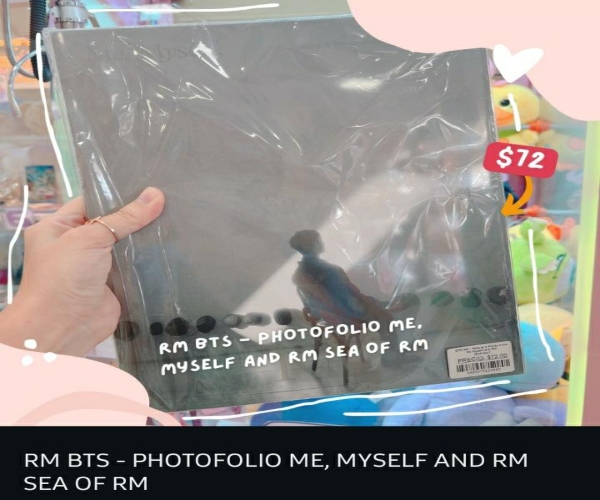 $72
RM BTS - PHOTOFOLIO ME,
MYSELF AND RM SEA OF RM
RM BTS - PHOTOFOLIO ME, MYSELF AND RM
SEA OF RM